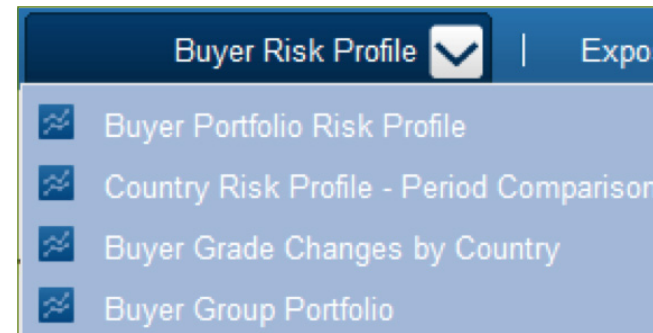 Buyer Risk Profile | Expo
Buyer Portfolio Risk Profile
Country Risk Profile - Period Comparison
Buyer Grade Changes by Country
Buyer Group Portfolio